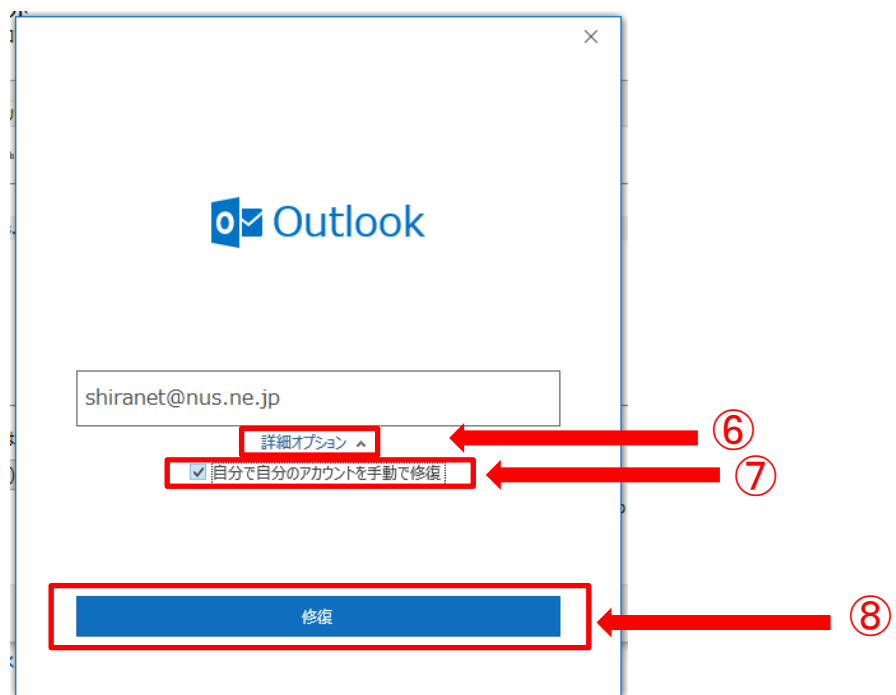 Outlook
shiranet@nus.ne.jp
詳細オプション
⑥
自分で自分のアカウントを手動で修復
⑦
修復
⑧